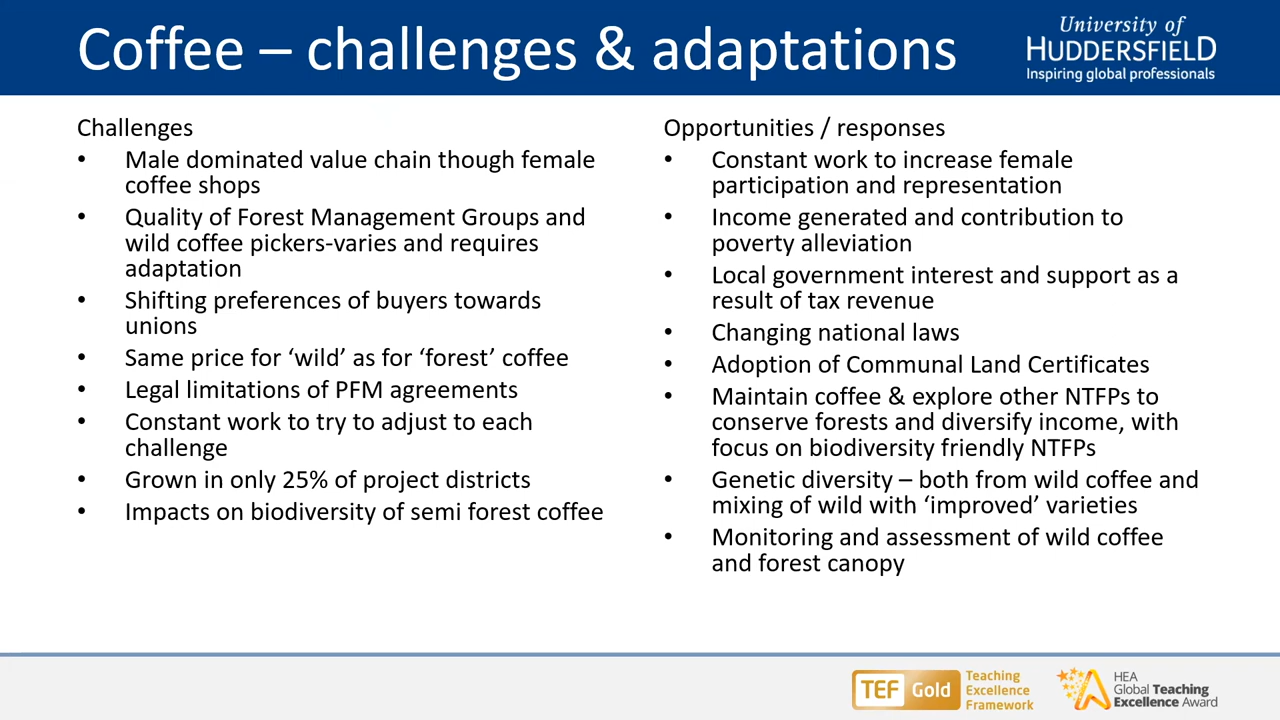 Coffee – challenges & adaptations
University of
HUDDERSFIELD
Inspiring global professionals
Challenges
• Male dominated value chain though female
coffee shops
• Quality of Forest Management Groups and
wild coffee pickers-varies and requires
adaptation
• Shifting preferences of buyers towards
unions
• Same price for ‘wild’ as for ‘forest’ coffee
• Legal limitations of PFM agreements
• Constant work to try to adjust to each
challenge
• Grown in only 25% of project districts
• Impacts on biodiversity of semi forest coffee
Opportunities / responses
• Constant work to increase female
participation and representation
• Income generated and contribution to
poverty alleviation
• Local government interest and support as a
result of tax revenue
• Changing national laws
• Adoption of Communal Land Certificates
• Maintain coffee & explore other NTFPs to
conserve forests and diversify income, with
focus on biodiversity friendly NTFPs
• Genetic diversity – both from wild coffee and
mixing of wild with ‘improved’ varieties
• Monitoring and assessment of wild coffee
and forest canopy
TEF Gold
Teaching
Excellence
Framework
HEA
Global Teaching
Excellence Award